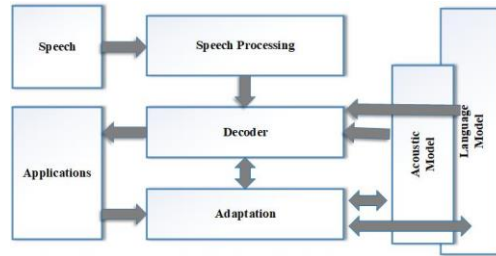 Speech
Speech Processing
Decoder
Applications
Adaptation
Acoustic
Model
Language
Model